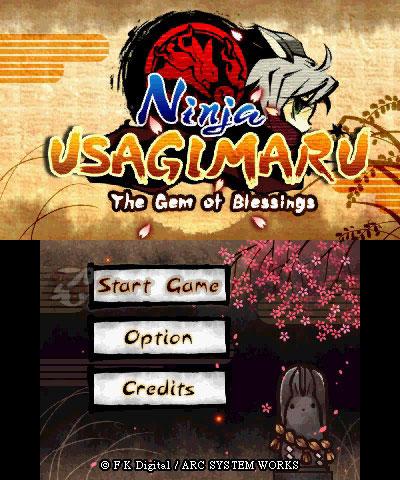 Ninja
USAGIMARU
The Gem of Blessings
Start Game
Option
Credits
© F K Digital / ARC SYSTEM WORKS